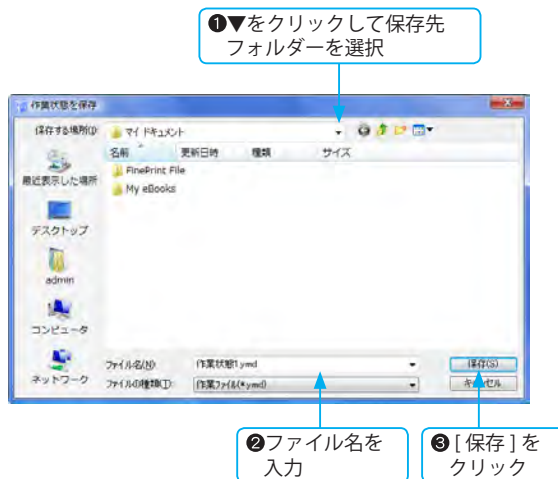 ❶▼をクリックして保存先
フォルダーを選択
作業状態を保存
保存する場所(I):
マイ ドキュメント
名前 更新日時 種類 サイズ
最近表示した場所
FinePrint File
My eBooks
デスクトップ
admin
コンピュータ
ネットワーク
ファイル名(N): 作業状態1.ymd 保存(S)
ファイルの種類(T): 作業ファイル(*.ymd) キャンセル
❷ファイル名を
入力
❸[ 保存 ] を
クリック